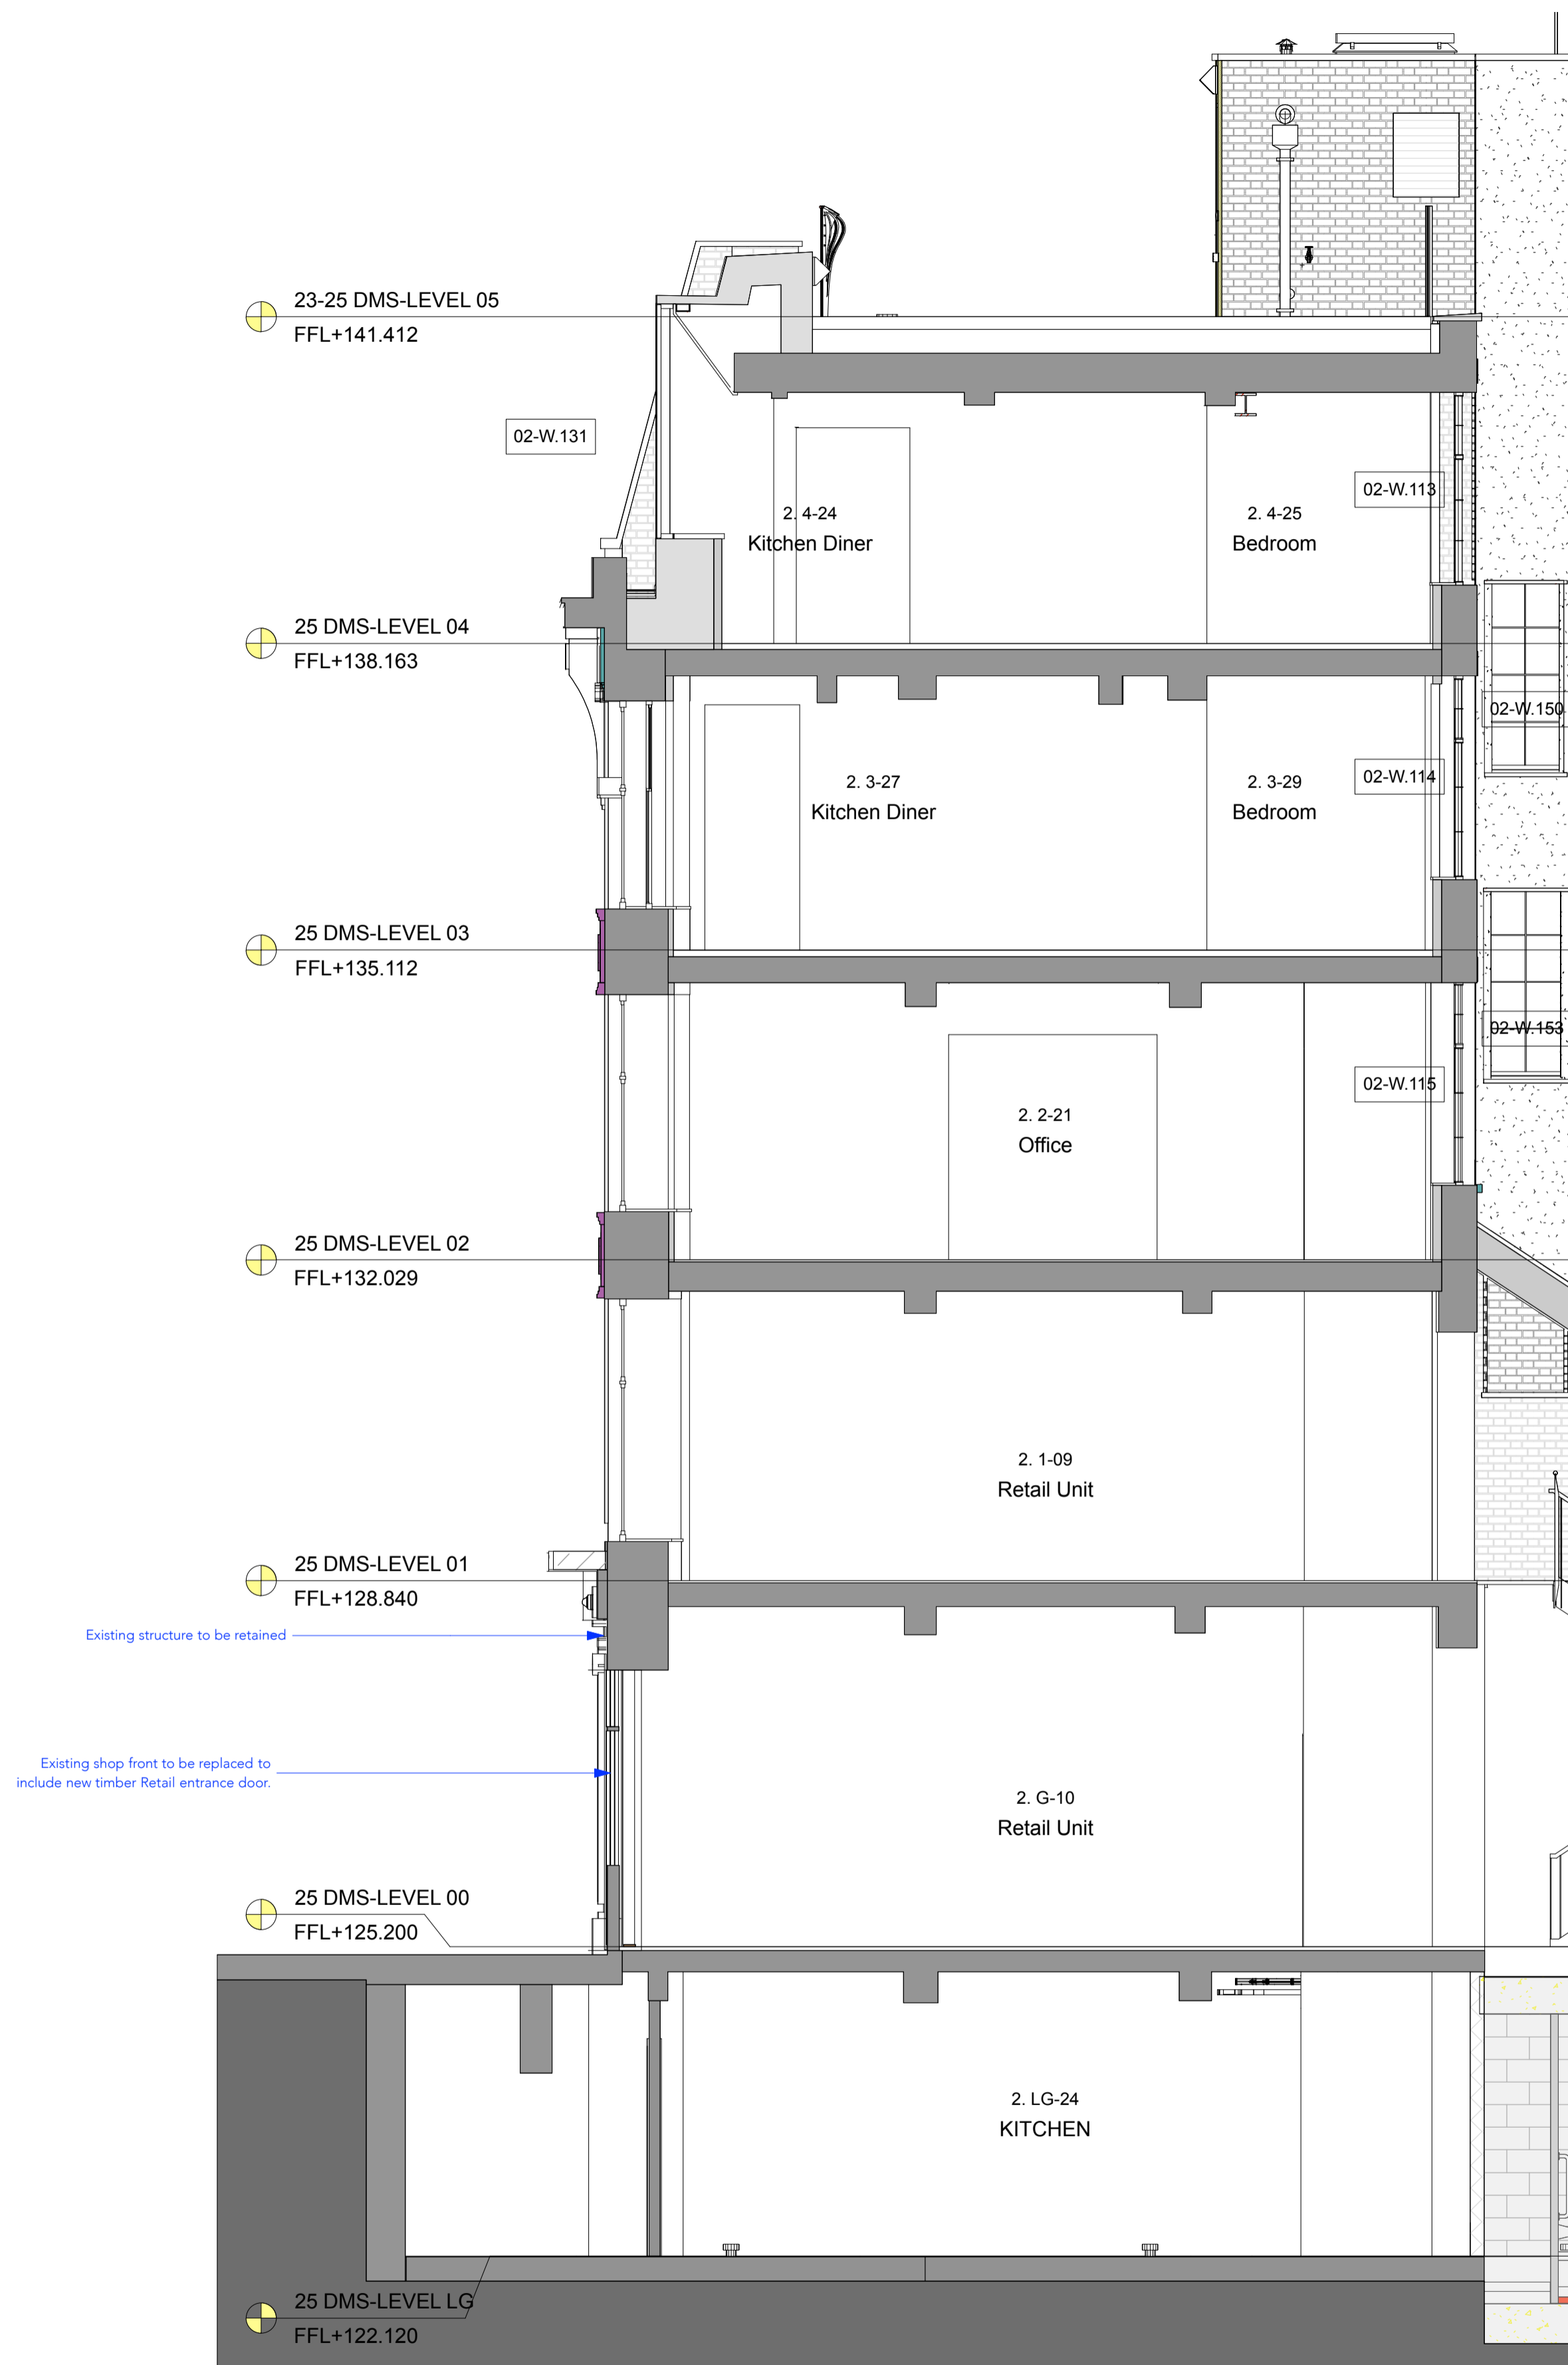 23-25 DMS-LEVEL 05
FFL+141.412
02-W.131
02-W.113
2. 4-24
Kitchen Diner
2. 4-25
Bedroom
25 DMS-LEVEL 04
FFL+138.163
02-W.150
2. 3-27
Kitchen Diner
2. 3-29
Bedroom
02-W.114
25 DMS-LEVEL 03
FFL+135.112
02-W.153
02-W.115
2. 2-21
Office
25 DMS-LEVEL 02
FFL+132.029
2. 1-09
Retail Unit
25 DMS-LEVEL 01
FFL+128.840
Existing structure to be retained
Existing shop front to be replaced to
include new timber Retail entrance door.
2. G-10
Retail Unit
25 DMS-LEVEL 00
FFL+125.200
2. LG-24
KITCHEN
25 DMS-LEVEL LG
FFL+122.120